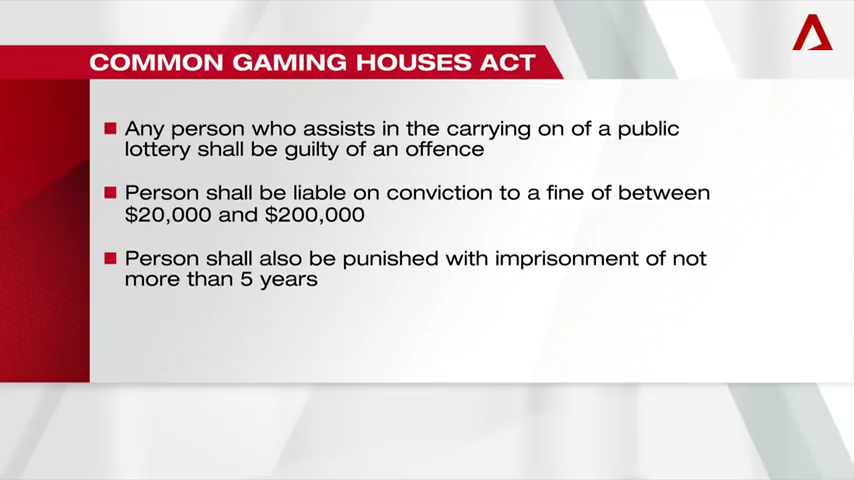 COMMON GAMING HOUSES ACT
Any person who assists in the carrying on of a public
lottery shall be guilty of an offence
Person shall be liable on conviction to a fine of between
$20,000 and $200,000
Person shall also be punished with imprisonment of not
more than 5 years